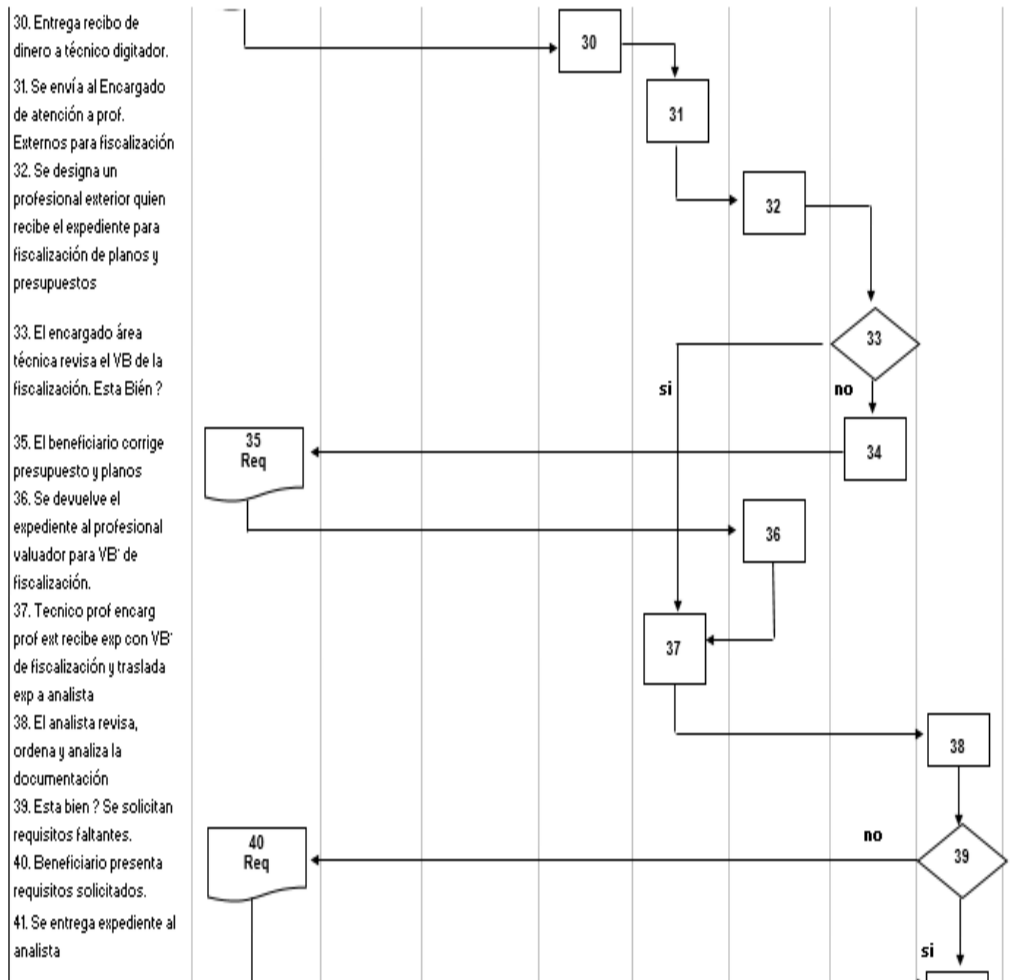 30. Entrega recibo de
dinero a técnico digitador.
31. Se envía al Encargado
de atención a prof.
Externos para fiscalización
32. Se designa un
profesional exterior quien
recibe el expediente para
fiscalización de planos y
presupuestos
33. El encargado área
técnica revisa el VB de la
fiscalización. Esta Bién ?
35. El beneficiario corrige
presupuesto y planos
36. Se devuelve el
expediente al profesional
valuador para VB' de
fiscalización.
37. Tecnico prof encarg
prof ext recibe exp con VB'
de fiscalización y traslada
exp a analista
38. El analista revisa,
ordena y analiza la
documentación
39. Esta bien ? Se solicitan
requisitos faltantes.
40. Beneficiario presenta
requisitos solicitados.
41. Se entrega expediente al
analista
30
31
32
33
si
no
34
35
Req
36
37
38
39
no
40
Req
si